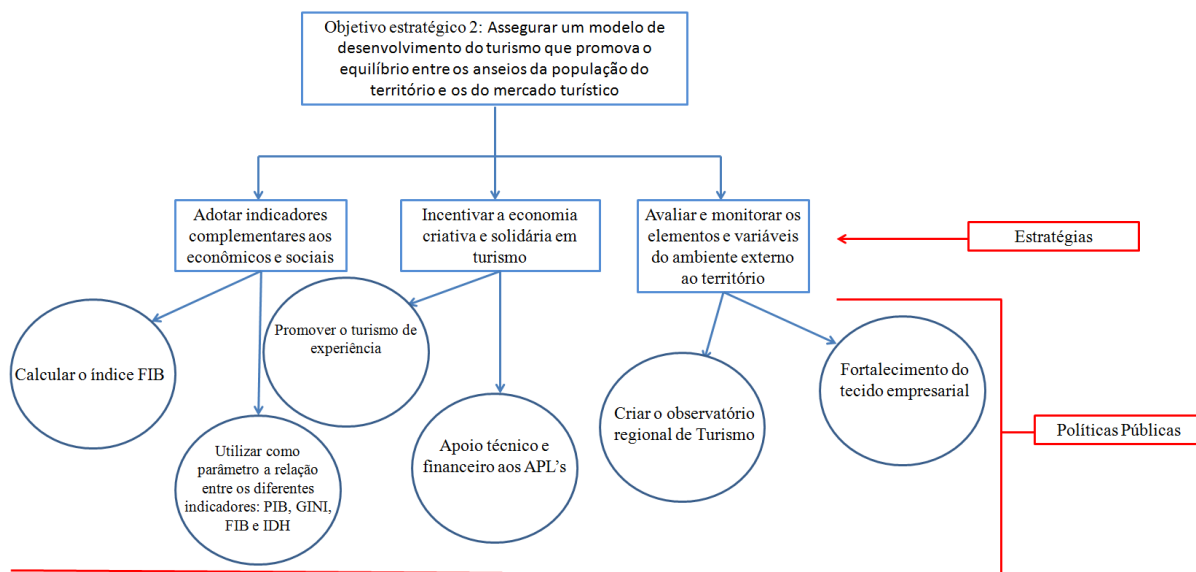 Objetivo estratégico 2: Assegurar um modelo de
desenvolvimento do turismo que promova o
equilíbrio entre os anseios da população do
território e os do mercado turístico
Adotar indicadores
complementares aos
econômicos e sociais
Incentivar a economia
criativa e solidária em
turismo
Avaliar e monitorar os
elementos e variáveis
do ambiente externo
ao território
Estratégias
Calcular o índice FIB
Utilizar como
parâmetro a relação
entre os diferentes
indicadores: PIB, GINI,
FIB e IDH
Promover o turismo de
experiência
Apoio técnico e
financeiro aos APL's
Criar o observatório
regional de Turismo
Fortalecimento do
tecido empresarial
Políticas Públicas